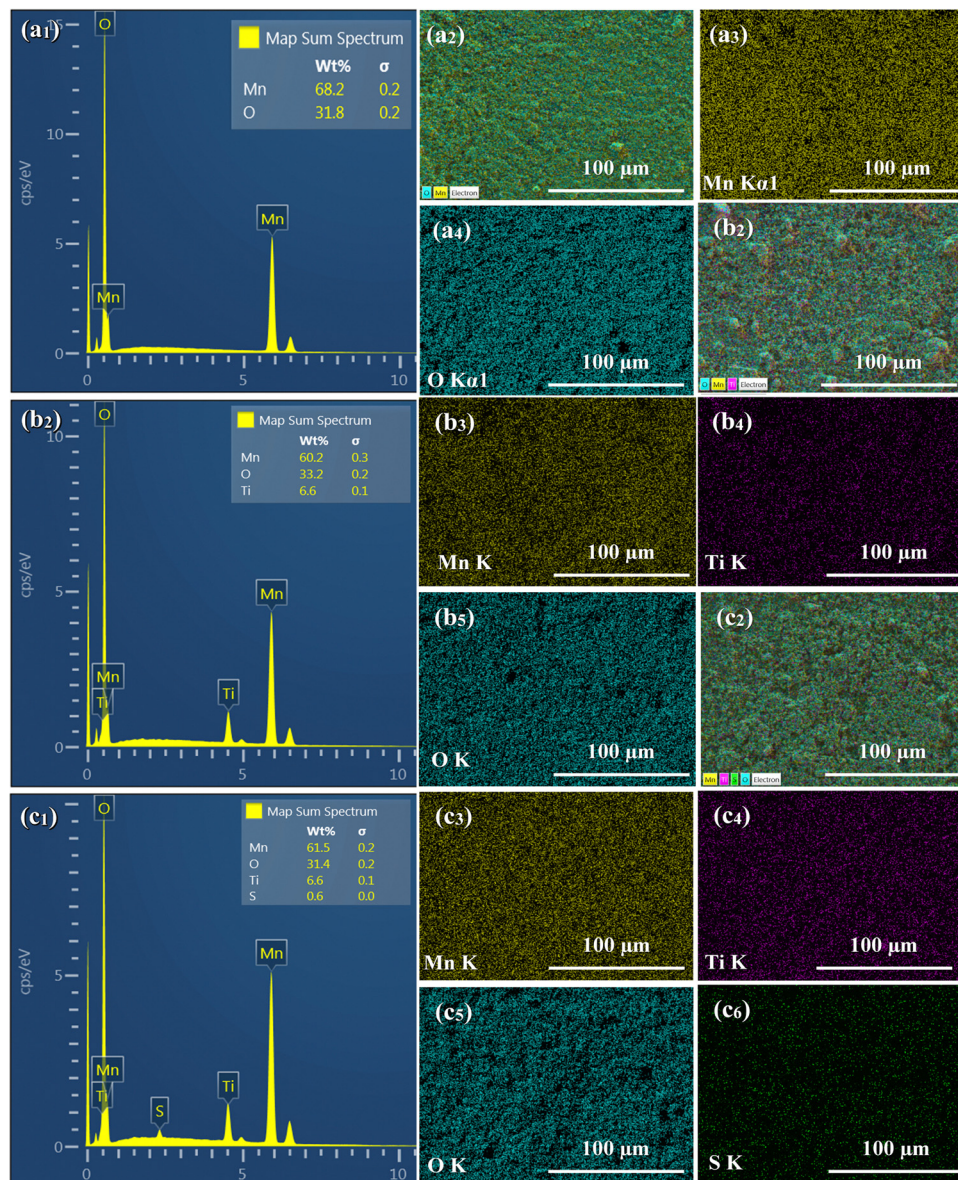 (a1)
O
Map Sum Spectrum
Wt% σ
Mn 68.2 0.2
O 31.8 0.2
15
10
cps/eV
5
Mn
Mn
0
0 5 10
(a2)
100 μm
O Mn Electron
(a3)
100 μm
Mn Kα1
(a4)
100 μm
O Kα1
(b2)
100 μm
O Mn Ti Electron
(b2)
O
Map Sum Spectrum
Wt% σ
Mn 60.2 0.3
O 33.2 0.2
Ti 6.6 0.1
10
cps/eV
5
Mn
Mn
Ti
Ti
0
0 5 10
(b3)
100 μm
Mn K
(b4)
100 μm
Ti K
(b5)
100 μm
O K
(c2)
100 μm
Mn Ti S O Electron
(c1)
O
Map Sum Spectrum
Wt% σ
Mn 61.5 0.2
O 31.4 0.2
Ti 6.6 0.1
S 0.6 0.0
cps/eV
5
Mn
Mn
Ti
S
Ti
0
0 5 10
(c3)
100 μm
Mn K
(c4)
100 μm
Ti K
(c5)
100 μm
O K
(c6)
100 μm
S K